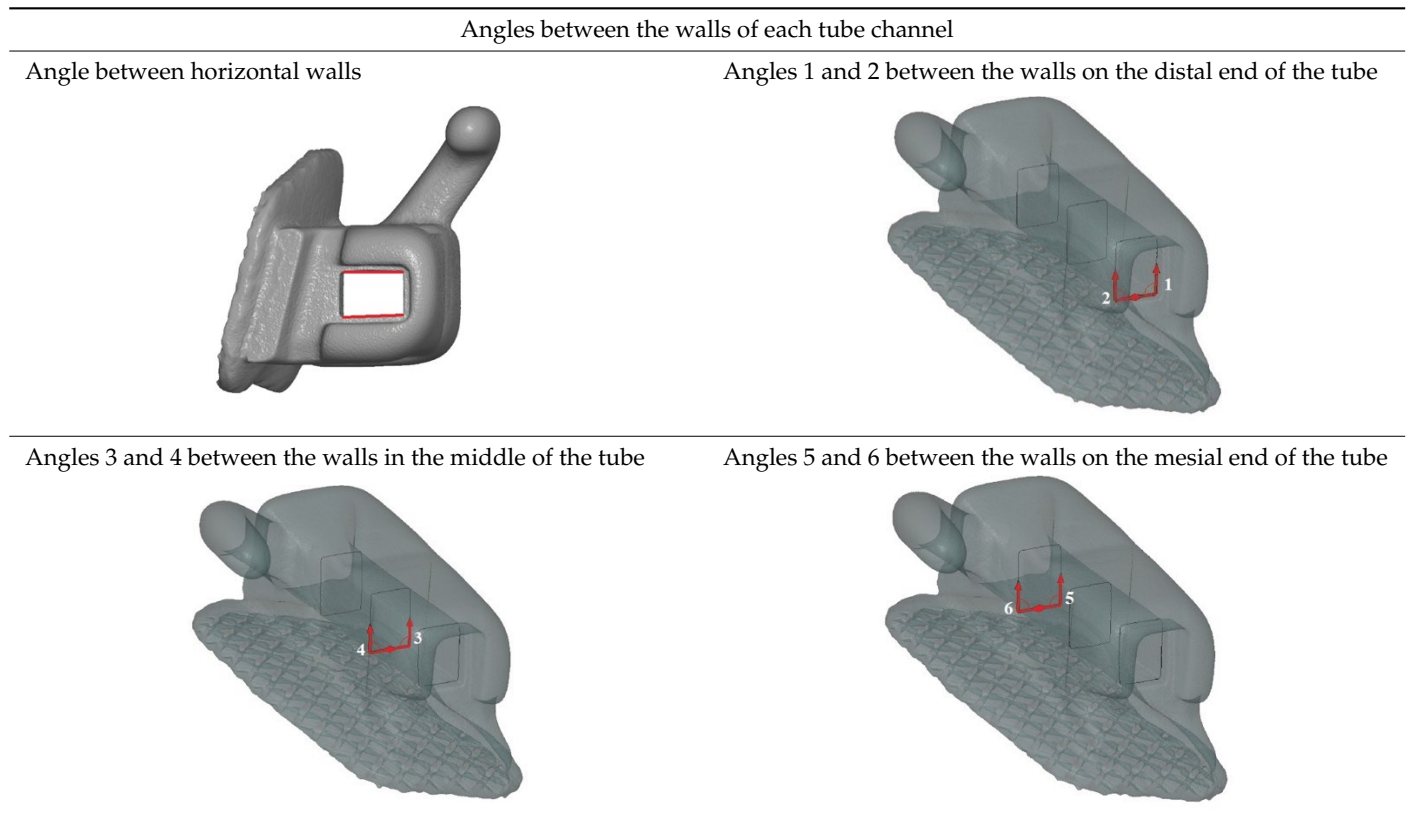 Angles between the walls of each tube channel
Angle between horizontal walls
Angles 1 and 2 between the walls on the distal end of the tube
1
2
Angles 3 and 4 between the walls in the middle of the tube
Angles 5 and 6 between the walls on the mesial end of the tube
3
4
5
6